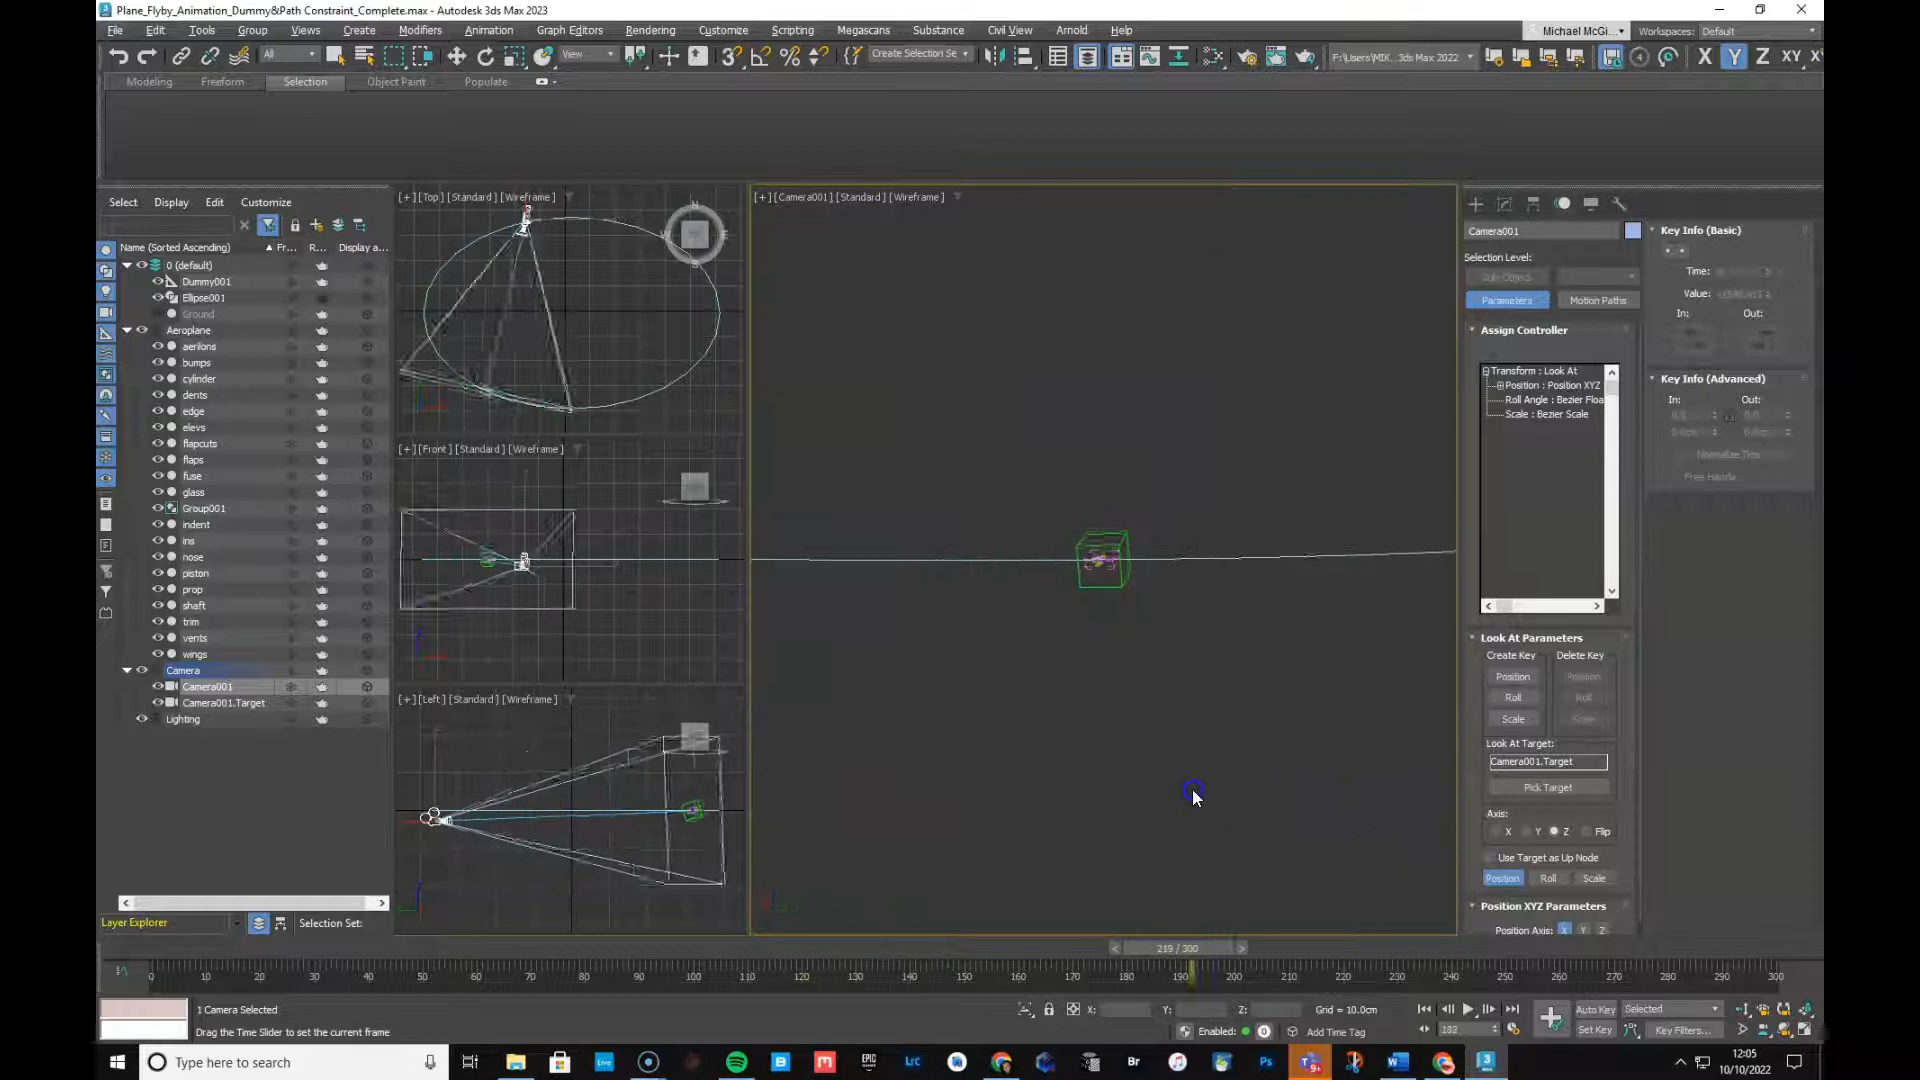 Plane_Flyby_Animation_Dummy&Path Constraint_Complete.max - Autodesk 3ds Max 2023
File Edit Tools Group Views Create Modifiers Animation Graph Editors Rendering Customize Scripting Megascans Substance Civil View Arnold Help
Michael McGi... Workspaces: Default
All View Create Selection Se F:\Users\MIK...3ds Max 2022 X Y Z XY
Modeling Freeform Selection Object Paint Populate
Select Display Edit Customize
Name (Sorted Ascending) Fr... R... Display a...
0 (default)
Dummy001
Ellipse001
Ground
Aeroplane
aerilons
bumps
cylinder
dents
edge
elevs
flapcuts
flaps
fuse
glass
Group001
indent
ins
nose
piston
prop
shaft
trim
vents
wings
Camera
Camera001
Camera001.Target
Lighting
Layer Explorer Selection Set:
[+] [Top] [Standard] [Wireframe]
[+] [Front] [Standard] [Wireframe]
[+] [Left] [Standard] [Wireframe]
[+] [Camera001] [Standard] [Wireframe]
Camera001
Selection Level:
Sub-Object
Parameters Motion Paths
Assign Controller
Transform : Look At
Position : Position XYZ
Roll Angle : Bezier Floa
Scale : Bezier Scale
Look At Parameters
Create Key Delete Key
Position Position
Roll Roll
Scale Scale
Look At Target:
Camera001.Target
Pick Target
Axis:
X Y Z Flip
Use Target as Up Node
Position Roll Scale
Position XYZ Parameters
Position Axis: X Y Z
Key Info (Basic)
Time:
Value:
In: Out:
Key Info (Advanced)
In: Out:
Normalize Time
Free Handle
219 / 300
0 10 20 30 40 50 60 70 80 90 100 110 120 130 140 150 160 170 180 190 200 210 220 230 240 250 260 270 280 290 300
1 Camera Selected
Drag the Time Slider to set the current frame
X: Y: Z: Grid = 10.0cm
Enabled: Add Time Tag
192
Auto Key Selected
Set Key Key Filters...
Type here to search
LrC Br Ps
12:05
10/10/2022